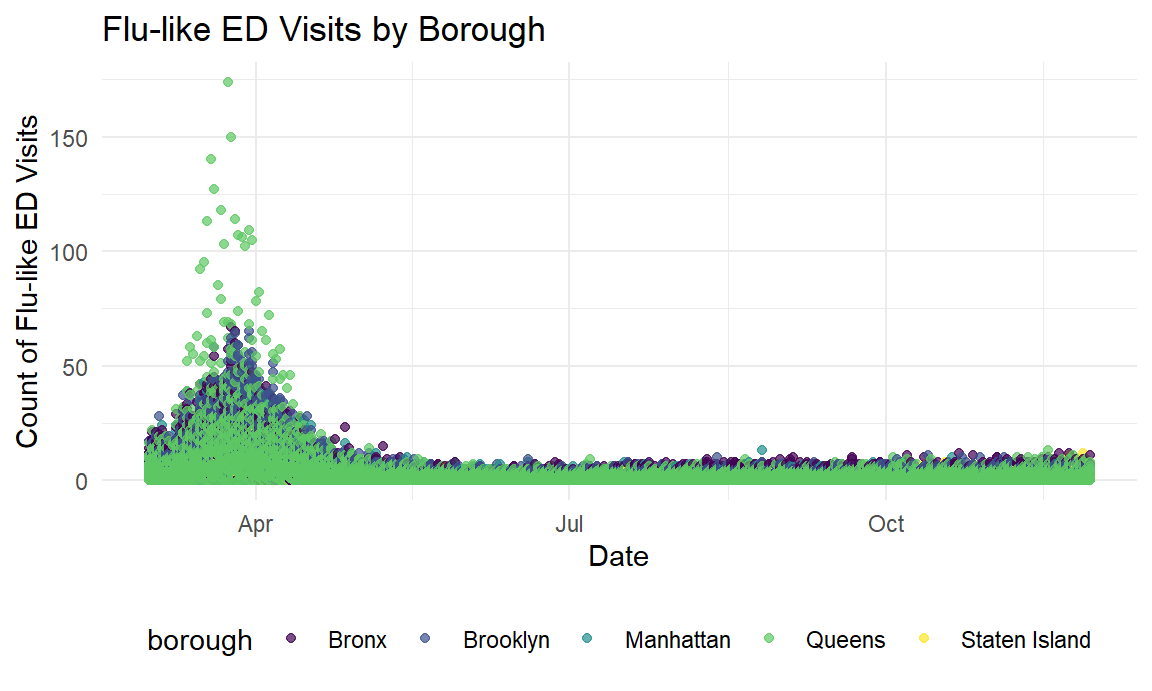 Flu-like ED Visits by Borough
Count of Flu-like ED Visits
150
100
50
0
Apr Jul Oct
Date
borough Bronx Brooklyn Manhattan Queens Staten Island